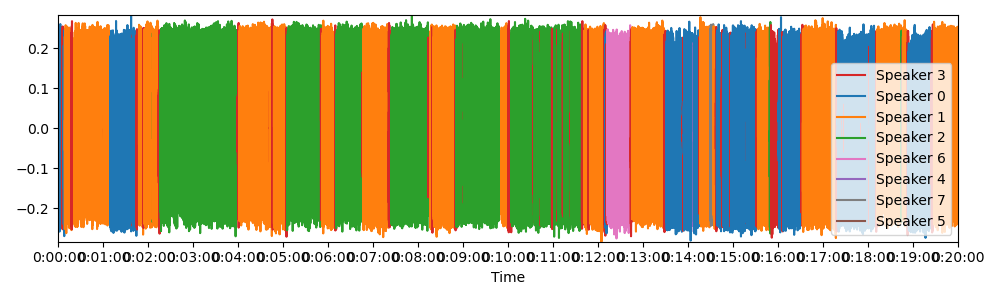 0.2
0.1
0.0
−0.1
−0.2
Speaker 3
Speaker 0
Speaker 1
Speaker 2
Speaker 6
Speaker 4
Speaker 7
Speaker 5
0:00:00 0:01:00 0:02:00 0:03:00 0:04:00 0:05:00 0:06:00 0:07:00 0:08:00 0:09:00 0:10:00 0:11:00 0:12:00 0:13:00 0:14:00 0:15:00 0:16:00 0:17:00 0:18:00 0:19:00 0:20:00
Time